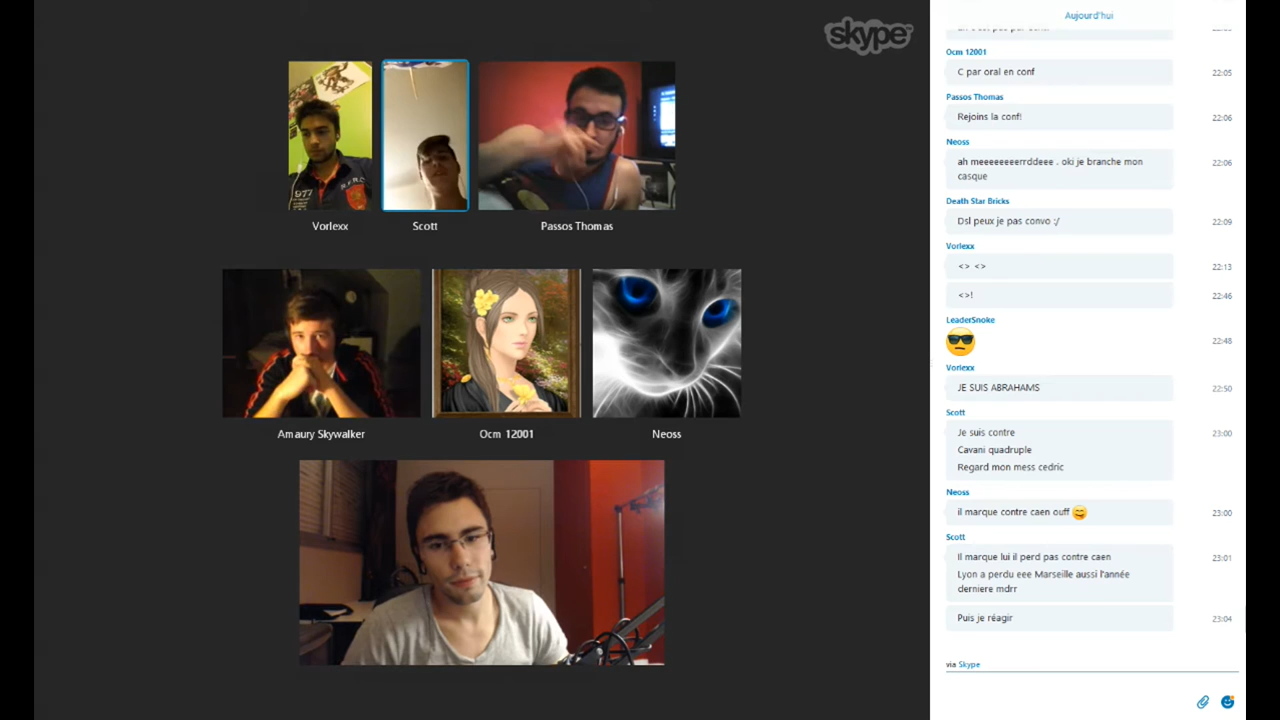 skype
Vorlexx
Scott
Passos Thomas
Amaury Skywalker
Ocm 12001
Neoss
Aujourd'hui
Ocm 12001
C par oral en conf
22:05
Passos Thomas
Rejoins la conf!
22:06
Neoss
ah meeeeeeeerrddeee . oki je branche mon
22:06
casque
Death Star Bricks
Dsl peux je pas convo :/
22:09
Vorlexx
<> <>
22:13
<>!
22:46
LeaderSnoke
22:48
Vorlexx
JE SUIS ABRAHAMS
22:50
Scott
Je suis contre
23:00
Cavani quadruple
Regard mon mess cedric
Neoss
il marque contre caen ouff
23:00
Scott
Il marque lui il perd pas contre caen
23:01
Lyon a perdu eee Marseille aussi l'année
derniere mdrr
Puis je réagir
23:04
via Skype